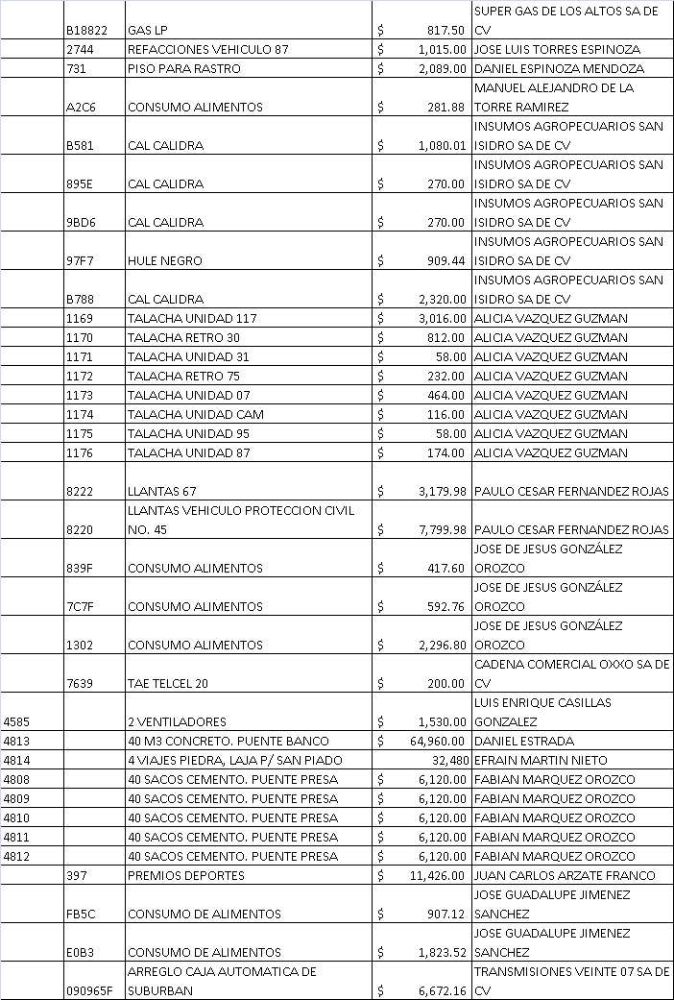 SUPER GAS DE LOS ALTOS SA DE
B18822 GAS LP $ 817.50 CV
2744 REFACCIONES VEHICULO 87 $ 1,015.00 JOSE LUIS TORRES ESPINOZA
731 PISO PARA RASTRO $ 2,089.00 DANIEL ESPINOZA MENDOZA
MANUEL ALEJANDRO DE LA
A2C6 CONSUMO ALIMENTOS $ 281.88 TORRE RAMIREZ
INSUMOS AGROPECUARIOS SAN
B581 CAL CALIDRA $ 1,080.01 ISIDRO SA DE CV
INSUMOS AGROPECUARIOS SAN
895E CAL CALIDRA $ 270.00 ISIDRO SA DE CV
INSUMOS AGROPECUARIOS SAN
9BD6 CAL CALIDRA $ 270.00 ISIDRO SA DE CV
INSUMOS AGROPECUARIOS SAN
97F7 HULE NEGRO $ 909.44 ISIDRO SA DE CV
INSUMOS AGROPECUARIOS SAN
B788 CAL CALIDRA $ 2,320.00 ISIDRO SA DE CV
1169 TALACHA UNIDAD 117 $ 3,016.00 ALICIA VAZQUEZ GUZMAN
1170 TALACHA RETRO 30 $ 812.00 ALICIA VAZQUEZ GUZMAN
1171 TALACHA UNIDAD 31 $ 58.00 ALICIA VAZQUEZ GUZMAN
1172 TALACHA RETRO 75 $ 232.00 ALICIA VAZQUEZ GUZMAN
1173 TALACHA UNIDAD 07 $ 464.00 ALICIA VAZQUEZ GUZMAN
1174 TALACHA UNIDAD CAM $ 116.00 ALICIA VAZQUEZ GUZMAN
1175 TALACHA UNIDAD 95 $ 58.00 ALICIA VAZQUEZ GUZMAN
1176 TALACHA UNIDAD 87 $ 174.00 ALICIA VAZQUEZ GUZMAN
8222 LLANTAS 67 $ 3,179.98 PAULO CESAR FERNANDEZ ROJAS
LLANTAS VEHICULO PROTECCION CIVIL
8220 NO. 45 $ 7,799.98 PAULO CESAR FERNANDEZ ROJAS
JOSE DE JESUS GONZÁLEZ
839F CONSUMO ALIMENTOS $ 417.60 OROZCO
JOSE DE JESUS GONZÁLEZ
7C7F CONSUMO ALIMENTOS $ 592.76 OROZCO
JOSE DE JESUS GONZÁLEZ
1302 CONSUMO ALIMENTOS $ 2,296.80 OROZCO
CADENA COMERCIAL OXXO SA DE
7639 TAE TELCEL 20 $ 200.00 CV
LUIS ENRIQUE CASILLAS
4585 2 VENTILADORES $ 1,530.00 GONZALEZ
4813 40 M3 CONCRETO. PUENTE BANCO $ 64,960.00 DANIEL ESTRADA
4814 4 VIAJES PIEDRA, LAJA P/ SAN PIADO 32,480 EFRAIN MARTIN NIETO
4808 40 SACOS CEMENTO. PUENTE PRESA $ 6,120.00 FABIAN MARQUEZ OROZCO
4809 40 SACOS CEMENTO. PUENTE PRESA $ 6,120.00 FABIAN MARQUEZ OROZCO
4810 40 SACOS CEMENTO. PUENTE PRESA $ 6,120.00 FABIAN MARQUEZ OROZCO
4811 40 SACOS CEMENTO. PUENTE PRESA $ 6,120.00 FABIAN MARQUEZ OROZCO
4812 40 SACOS CEMENTO. PUENTE PRESA $ 6,120.00 FABIAN MARQUEZ OROZCO
397 PREMIOS DEPORTES $ 11,426.00 JUAN CARLOS ARZATE FRANCO
JOSE GUADALUPE JIMENEZ
FB5C CONSUMO DE ALIMENTOS $ 907.12 SANCHEZ
JOSE GUADALUPE JIMENEZ
E0B3 CONSUMO DE ALIMENTOS $ 1,823.52 SANCHEZ
ARREGLO CAJA AUTOMATICA DE TRANSMISIONES VEINTE 07 SA DE
090965F SUBURBAN $ 6,672.16 CV